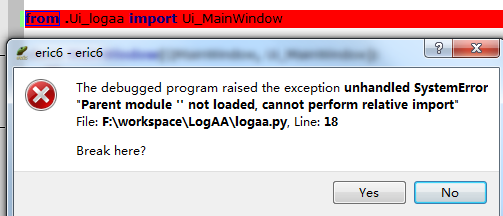 from .Ui_logaa import Ui_MainWindow
eric6 - eric6
The debugged program raised the exception unhandled SystemError
"Parent module '' not loaded, cannot perform relative import"
File: F:\workspace\LogAA\logaa.py, Line: 18
Break here?
Yes
No